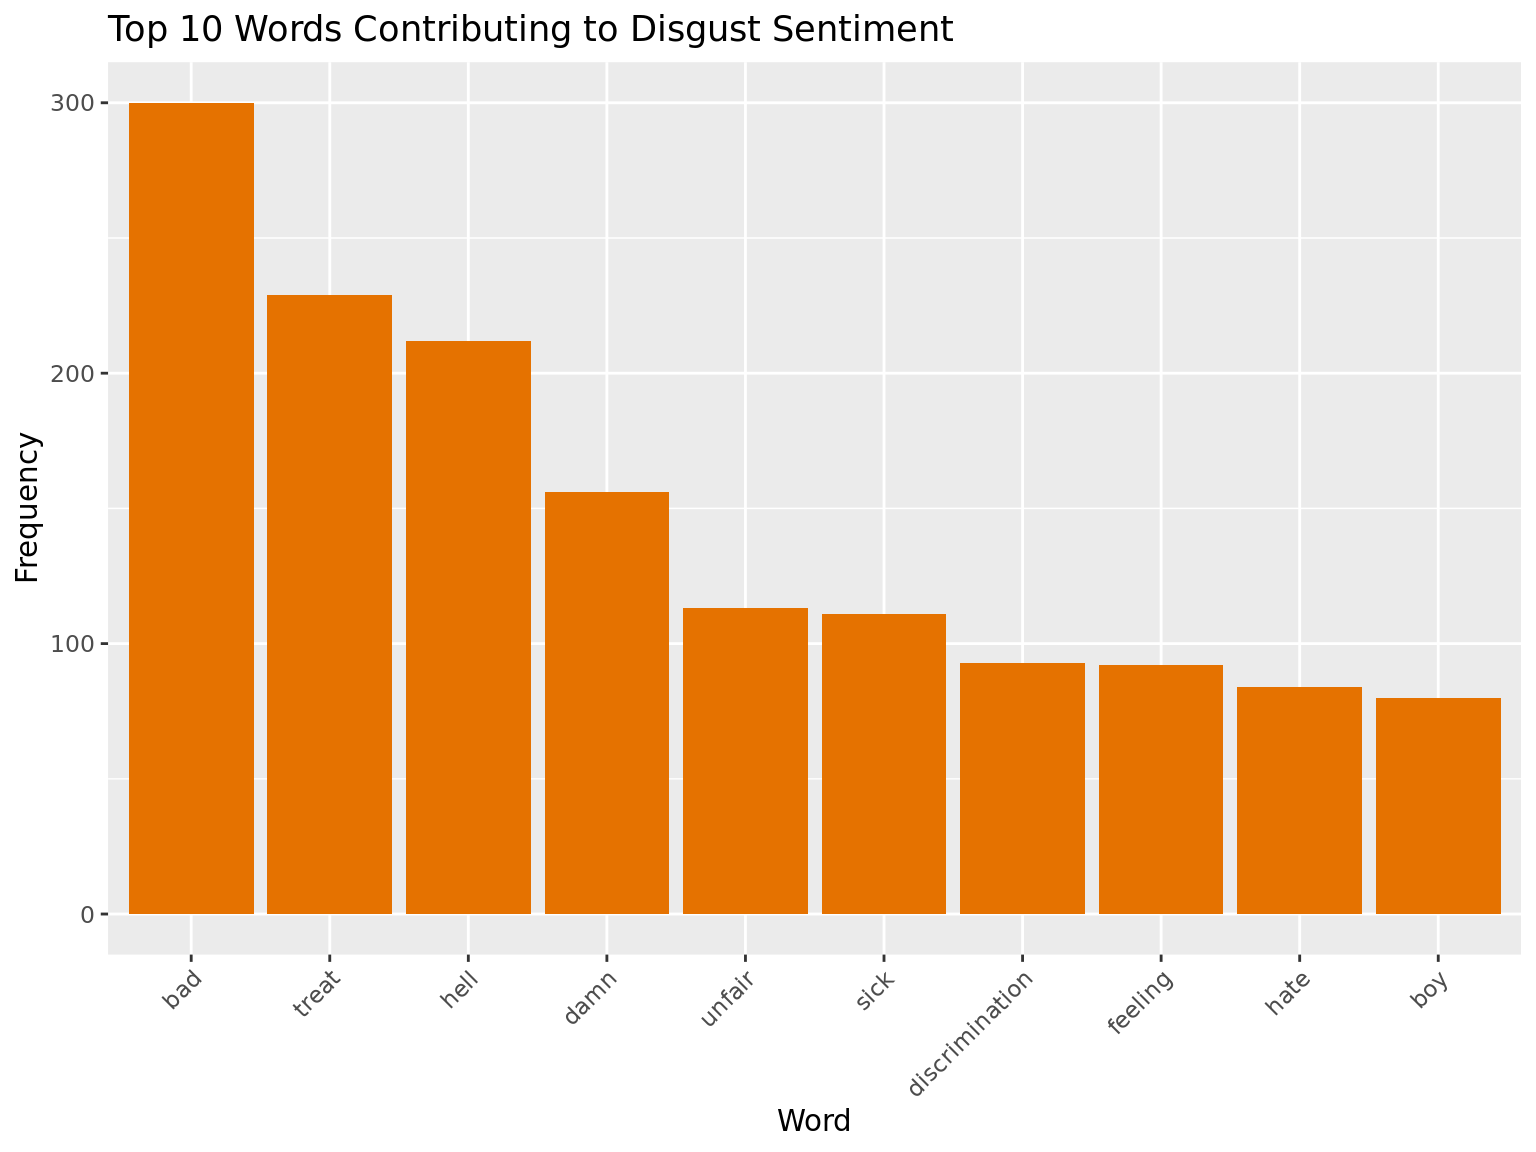 Top 10 Words Contributing to Disgust Sentiment
300
200
100
0
Frequency
bad
treat
hell
damn
unfair
sick
discrimination
feeling
hate
boy
Word